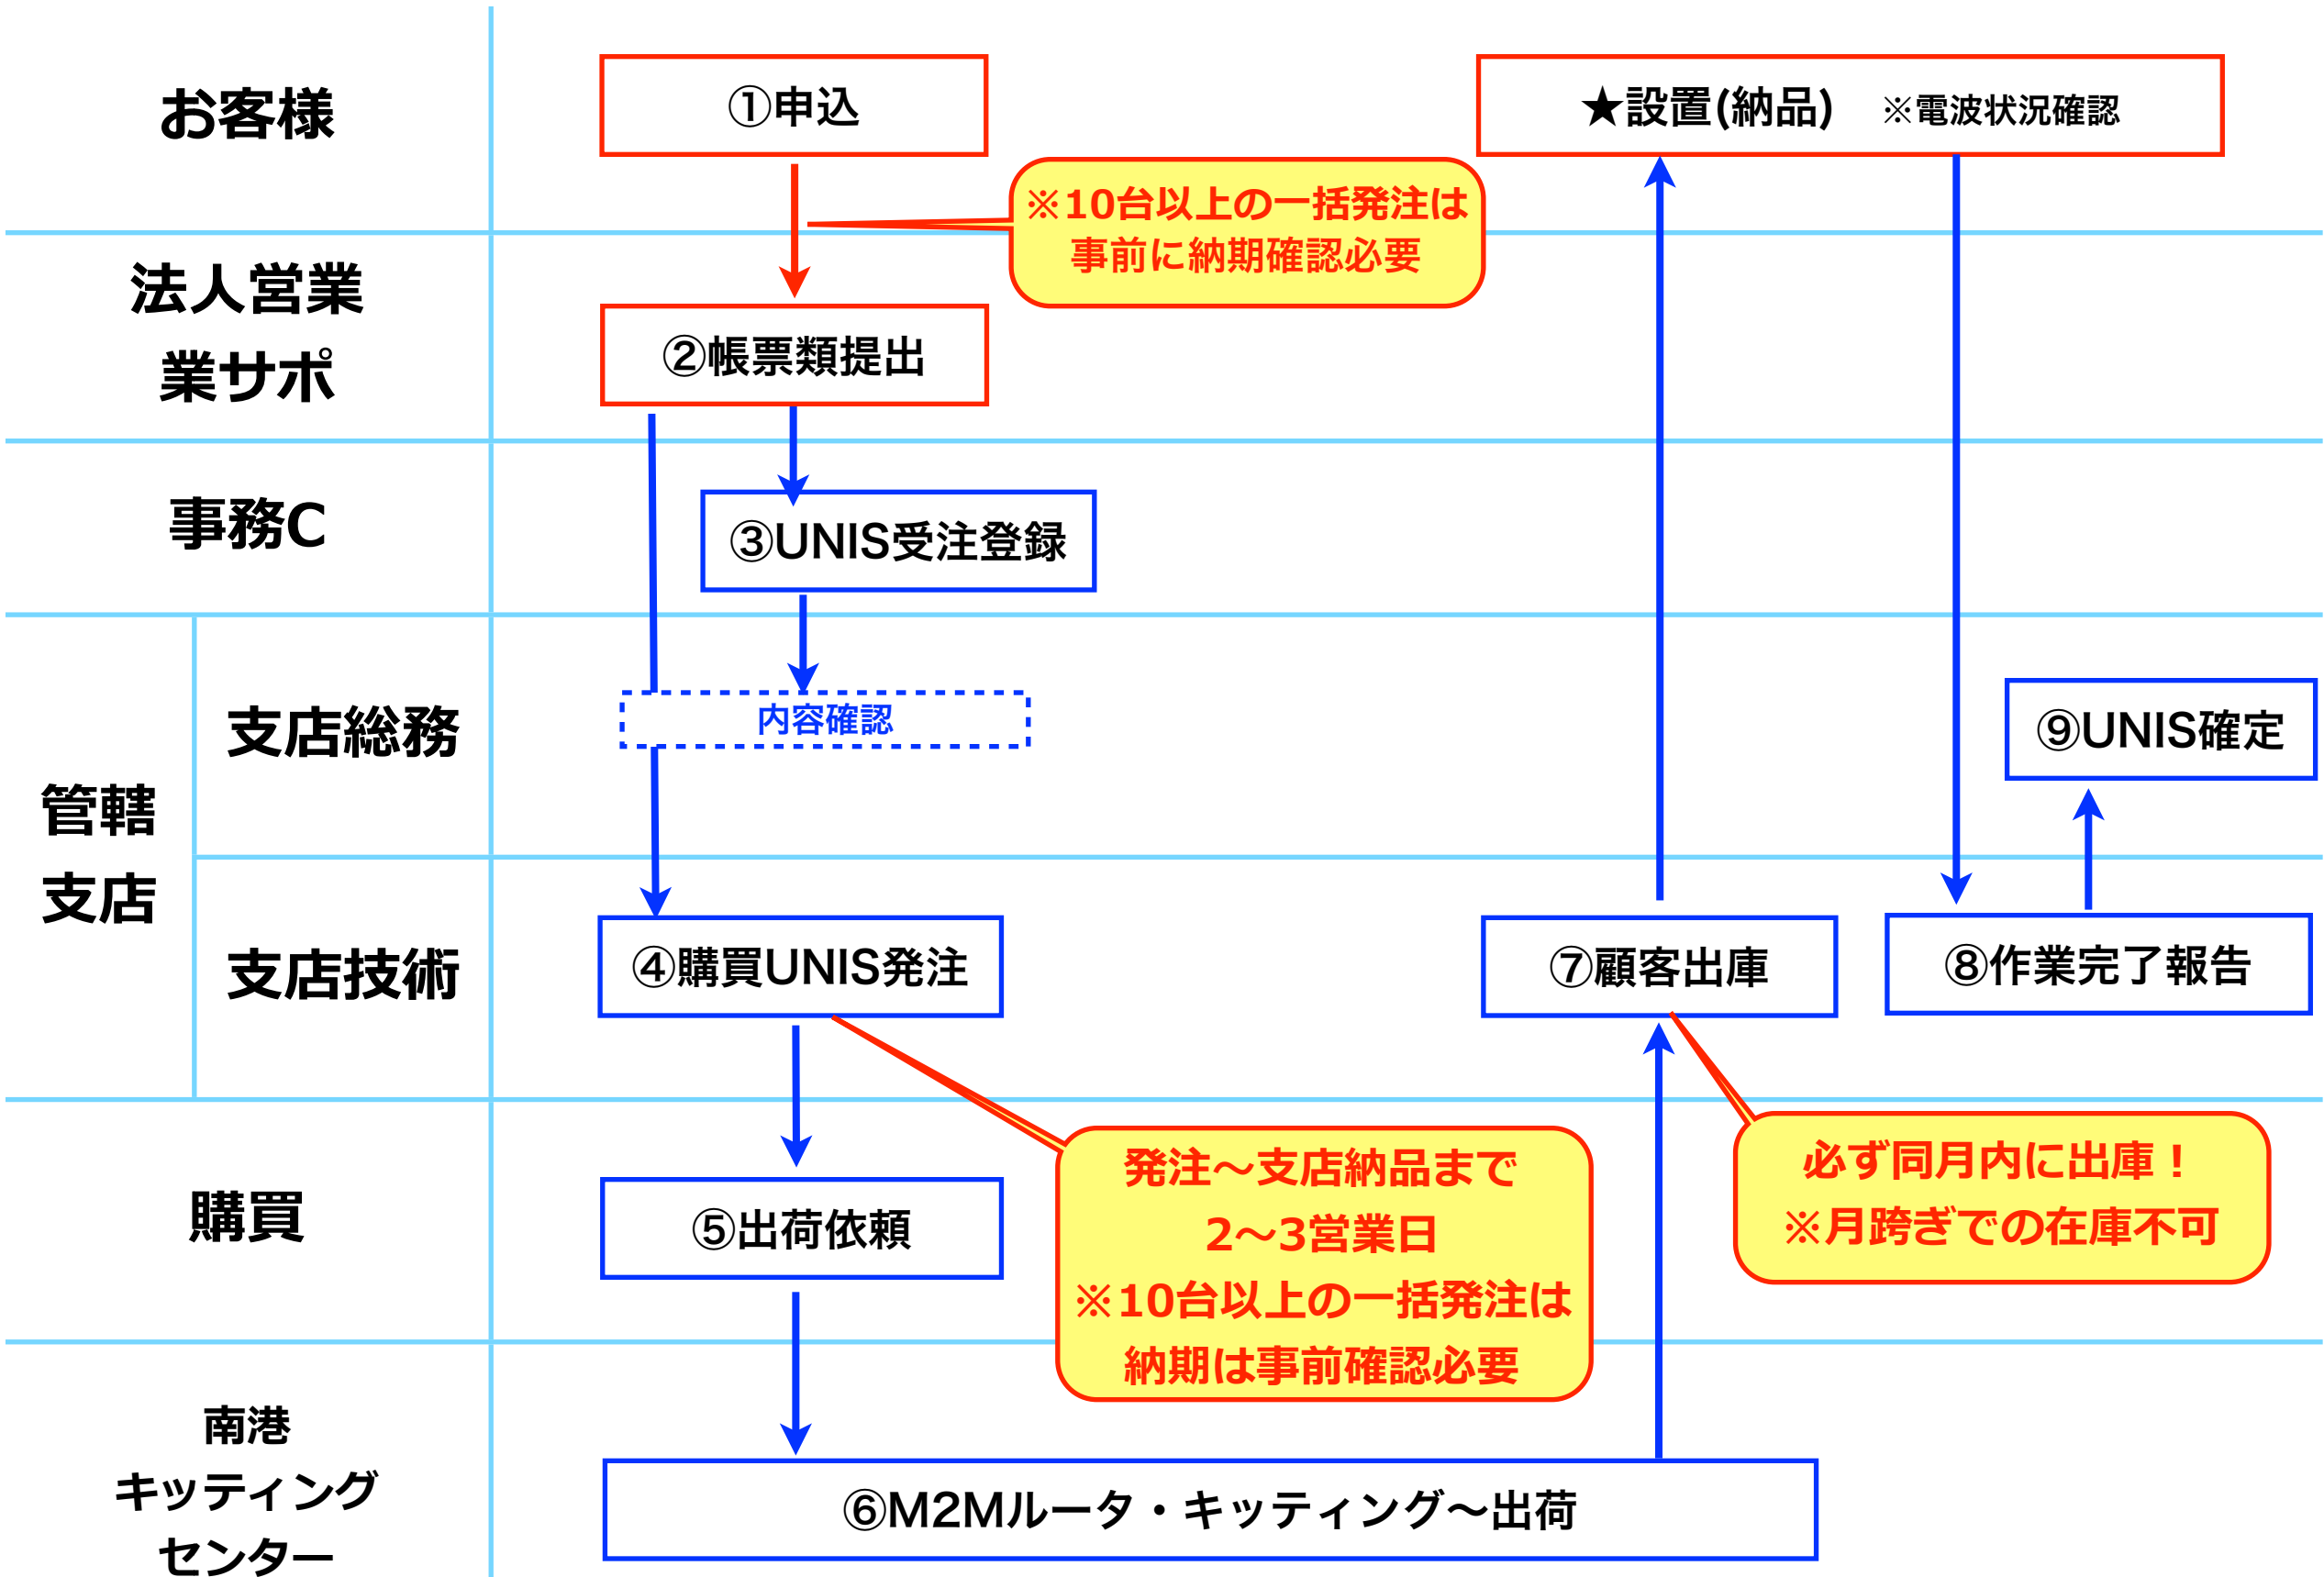 お客様
①申込
★設置(納品) ※電波状況確認
※10台以上の一括発注は
事前に納期確認必要
法人営業
業サポ
②帳票類提出
事務C
③UNIS受注登録
管轄
支店
支店総務
内容確認
⑨UNIS確定
支店技術
④購買UNIS発注
⑦顧客出庫
⑧作業完了報告
購買
⑤出荷依頼
発注〜支店納品まで
2〜3営業日
※10台以上の一括発注は
納期は事前確認必要
必ず同月内に出庫！
※月跨ぎでの在庫不可
南港
キッティング
センター
⑥M2Mルータ・キッティング〜出荷